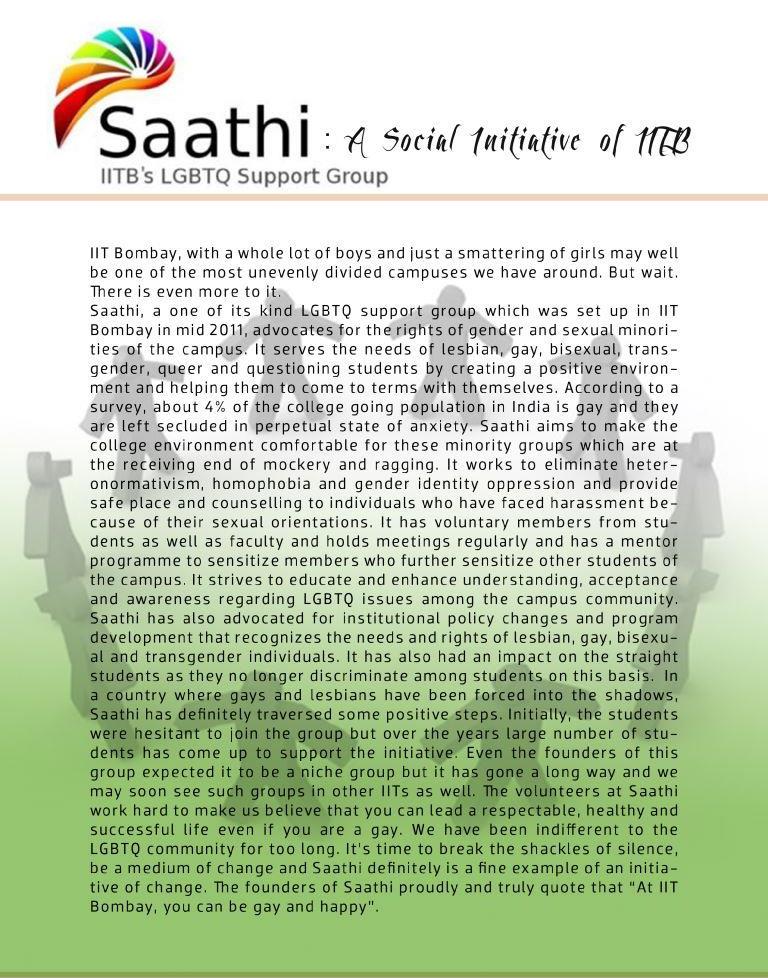 Saathi : A Social Initiative of IITB
IITB's LGBTQ Support Group
IIT Bombay, with a whole lot of boys and just a smattering of girls may well
be one of the most unevenly divided campuses we have around. But wait.
There is even more to it.
Saathi, a one of its kind LGBTQ support group which was set up in IIT
Bombay in mid 2011, advocates for the rights of gender and sexual minori-
ties of the campus. It serves the needs of lesbian, gay, bisexual, trans-
gender, queer and questioning students by creating a positive environ-
ment and helping them to come to terms with themselves. According to a
survey, about 4% of the college going population in India is gay and they
are left secluded in perpetual state of anxiety. Saathi aims to make the
college environment comfortable for these minority groups which are at
the receiving end of mockery and ragging. It works to eliminate heter-
onormativism, homophobia and gender identity oppression and provide
safe place and counselling to individuals who have faced harassment be-
cause of their sexual orientations. It has voluntary members from stu-
dents as well as faculty and holds meetings regularly and has a mentor
programme to sensitize members who further sensitize other students of
the campus. It strives to educate and enhance understanding, acceptance
and awareness regarding LGBTQ issues among the campus community.
Saathi has also advocated for institutional policy changes and program
development that recognizes the needs and rights of lesbian, gay, bisexu-
al and transgender individuals. It has also had an impact on the straight
students as they no longer discriminate among students on this basis. In
a country where gays and lesbians have been forced into the shadows,
Saathi has definitely traversed some positive steps. Initially, the students
were hesitant to join the group but over the years large number of stu-
dents has come up to support the initiative. Even the founders of this
group expected it to be a niche group but it has gone a long way and we
may soon see such groups in other IITs as well. The volunteers at Saathi
work hard to make us believe that you can lead a respectable, healthy and
successful life even if you are a gay. We have been indifferent to the
LGBTQ community for too long. It's time to break the shackles of silence,
be a medium of change and Saathi definitely is a fine example of an initia-
tive of change. The founders of Saathi proudly and truly quote that "At IIT
Bombay, you can be gay and happy".